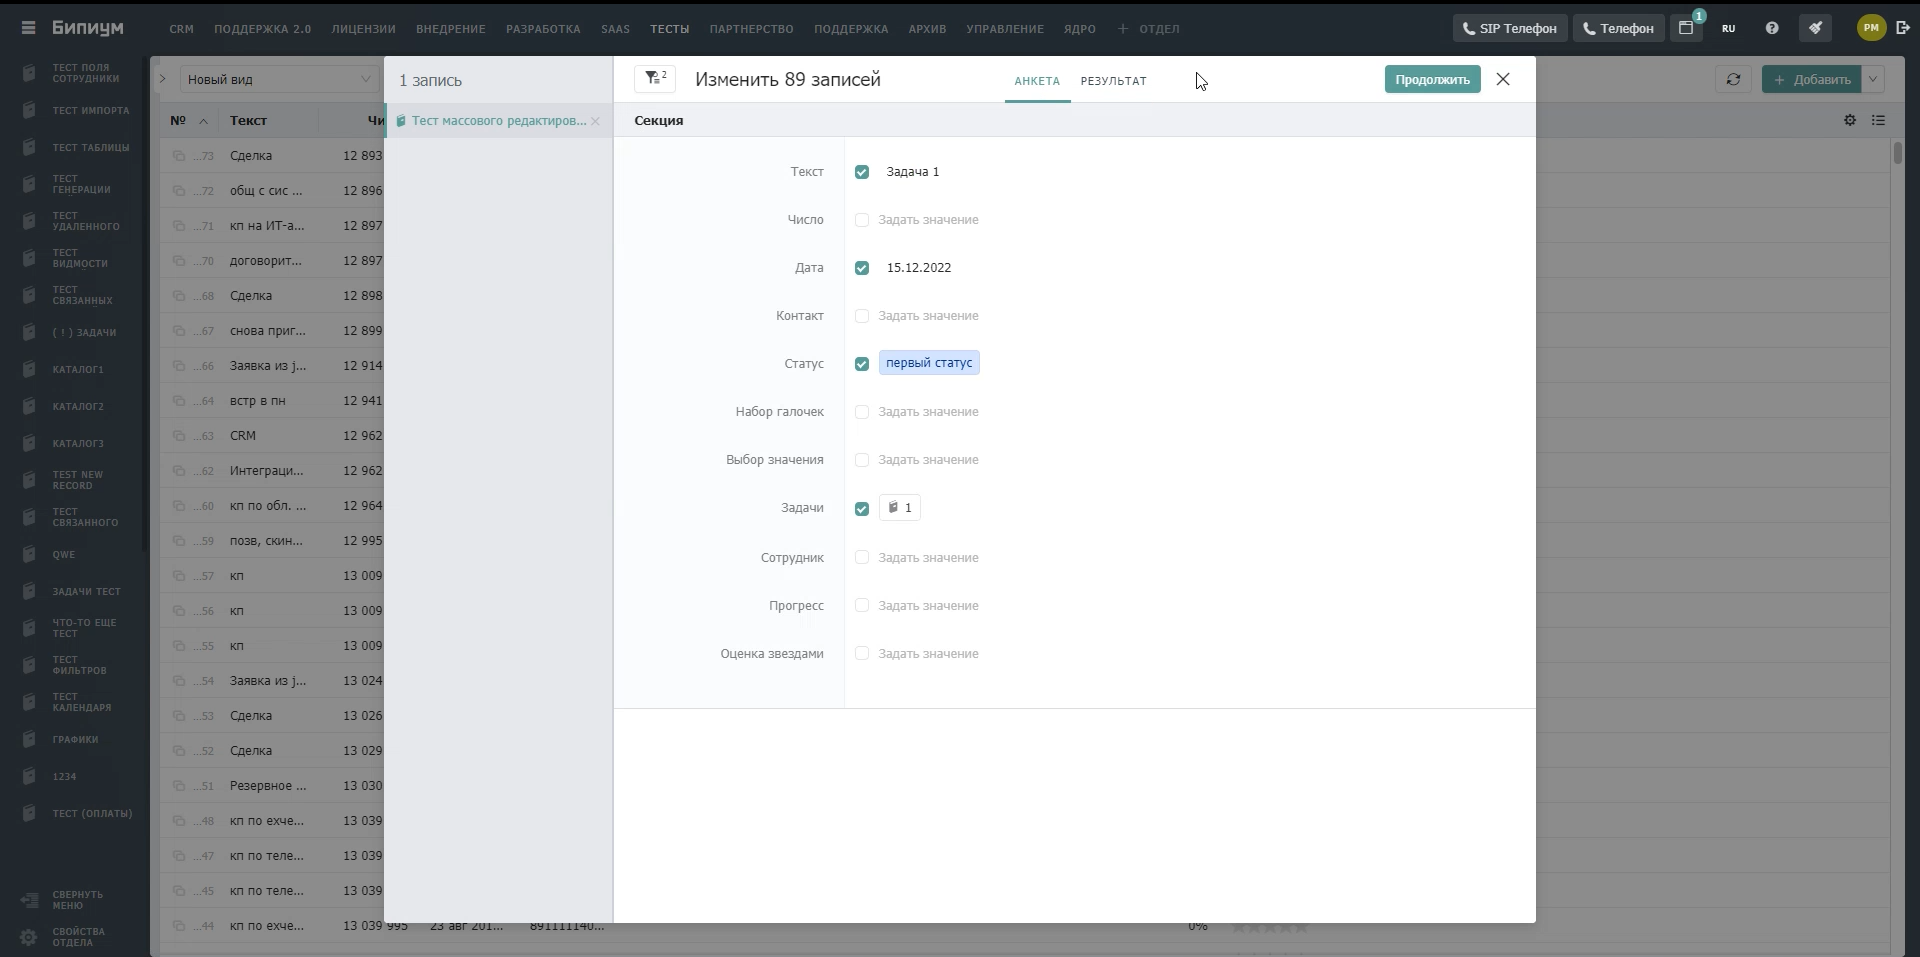 Бипиум
CRM
ПОДДЕРЖКА 2.0
ЛИЦЕНЗИИ
ВНЕДРЕНИЕ
РАЗРАБОТКА
SAAS
ТЕСТЫ
ПАРТНЕРСТВО
ПОДДЕРЖКА
АРХИВ
УПРАВЛЕНИЕ
ЯДРО
+ ОТДЕЛ
SIP Телефон
Телефон
1
RU
PM
ТЕСТ ПОЛЯ
СОТРУДНИКИ
ТЕСТ ИМПОРТА
ТЕСТ ТАБЛИЦЫ
ТЕСТ
ГЕНЕРАЦИИ
ТЕСТ
УДАЛЕННОГО
ТЕСТ
ВИДМОСТИ
ТЕСТ
СВЯЗАННЫХ
( ! ) ЗАДАЧИ
КАТАЛОГ1
КАТАЛОГ2
КАТАЛОГ3
TEST NEW
RECORD
ТЕСТ
СВЯЗАННОГО
QWE
ЗАДАЧИ ТЕСТ
ЧТО-ТО ЕЩЕ
ТЕСТ
ТЕСТ
ФИЛЬТРОВ
ТЕСТ
КАЛЕНДАРЯ
ГРАФИКИ
1234
ТЕСТ (ОПЛАТЫ)
СВЕРНУТЬ
МЕНЮ
СВОЙСТВА
ОТДЕЛА
Новый вид
+ Добавить
№ Текст Чи
...73 Сделка 12 893
...72 общ с сис ... 12 896
...71 кп на ИТ-а... 12 897
...70 договорит... 12 897
...68 Сделка 12 898
...67 снова приг... 12 899
...66 Заявка из j... 12 914
...64 встр в пн 12 941
...63 CRM 12 962
...62 Интеграци... 12 962
...60 кп по обл. ... 12 964
...59 позв, скин... 12 995
...57 кп 13 009
...56 кп 13 009
...55 кп 13 009
...54 Заявка из j... 13 024
...53 Сделка 13 026
...52 Сделка 13 029
...51 Резервное ... 13 030
...48 кп по ехче... 13 039
...47 кп по теле... 13 039
...45 кп по теле... 13 039
...44 кп по ехче... 13 039 995 23 авг 201... 891111140... 0%
1 запись
Тест массового редактиров...
2
Изменить 89 записей
АНКЕТА
РЕЗУЛЬТАТ
Продолжить
Секция
Текст Задача 1
Число Задать значение
Дата 15.12.2022
Контакт Задать значение
Статус первый статус
Набор галочек Задать значение
Выбор значения Задать значение
Задачи 1
Сотрудник Задать значение
Прогресс Задать значение
Оценка звездами Задать значение